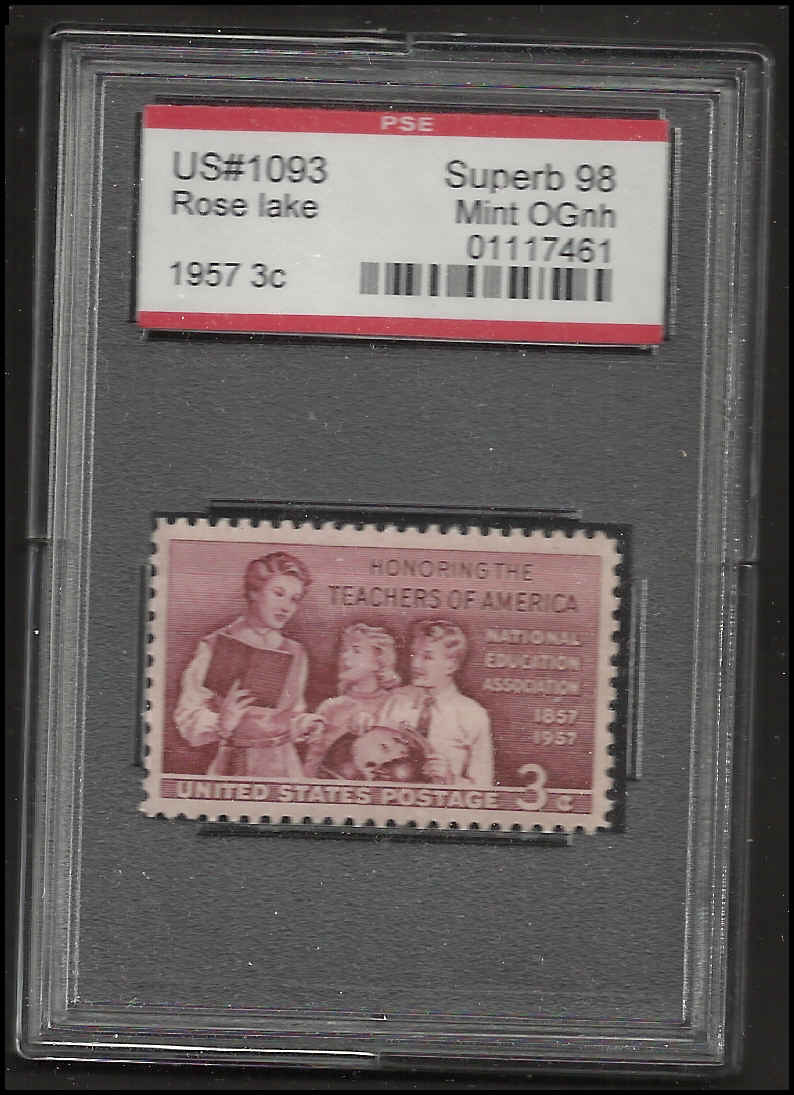 PSE
US#1093 Superb 98
Rose lake Mint OGnh
01117461
1957 3c
HONORING THE
TEACHERS OF AMERICA
NATIONAL
EDUCATION
ASSOCIATION
1857
1957
UNITED STATES POSTAGE 3¢